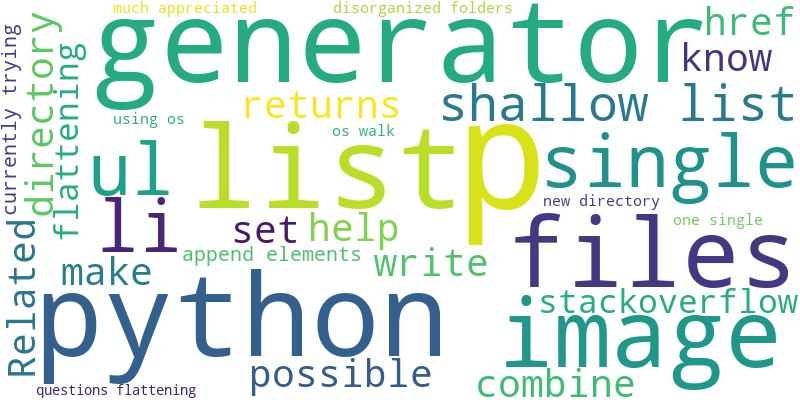 much appreciated
disorganized folders
generator
href
know
currently trying
directory
flattening
using os
returns
os walk
shallow list
list
p
single
ul
new directory
li
set
help
one single
files
Related
make
append elements
write
python
image
stackoverflow
possible
combine
questions flattening